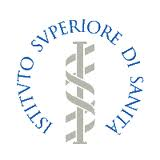 ISTITVTO SVPERIORE DI SANITÀ